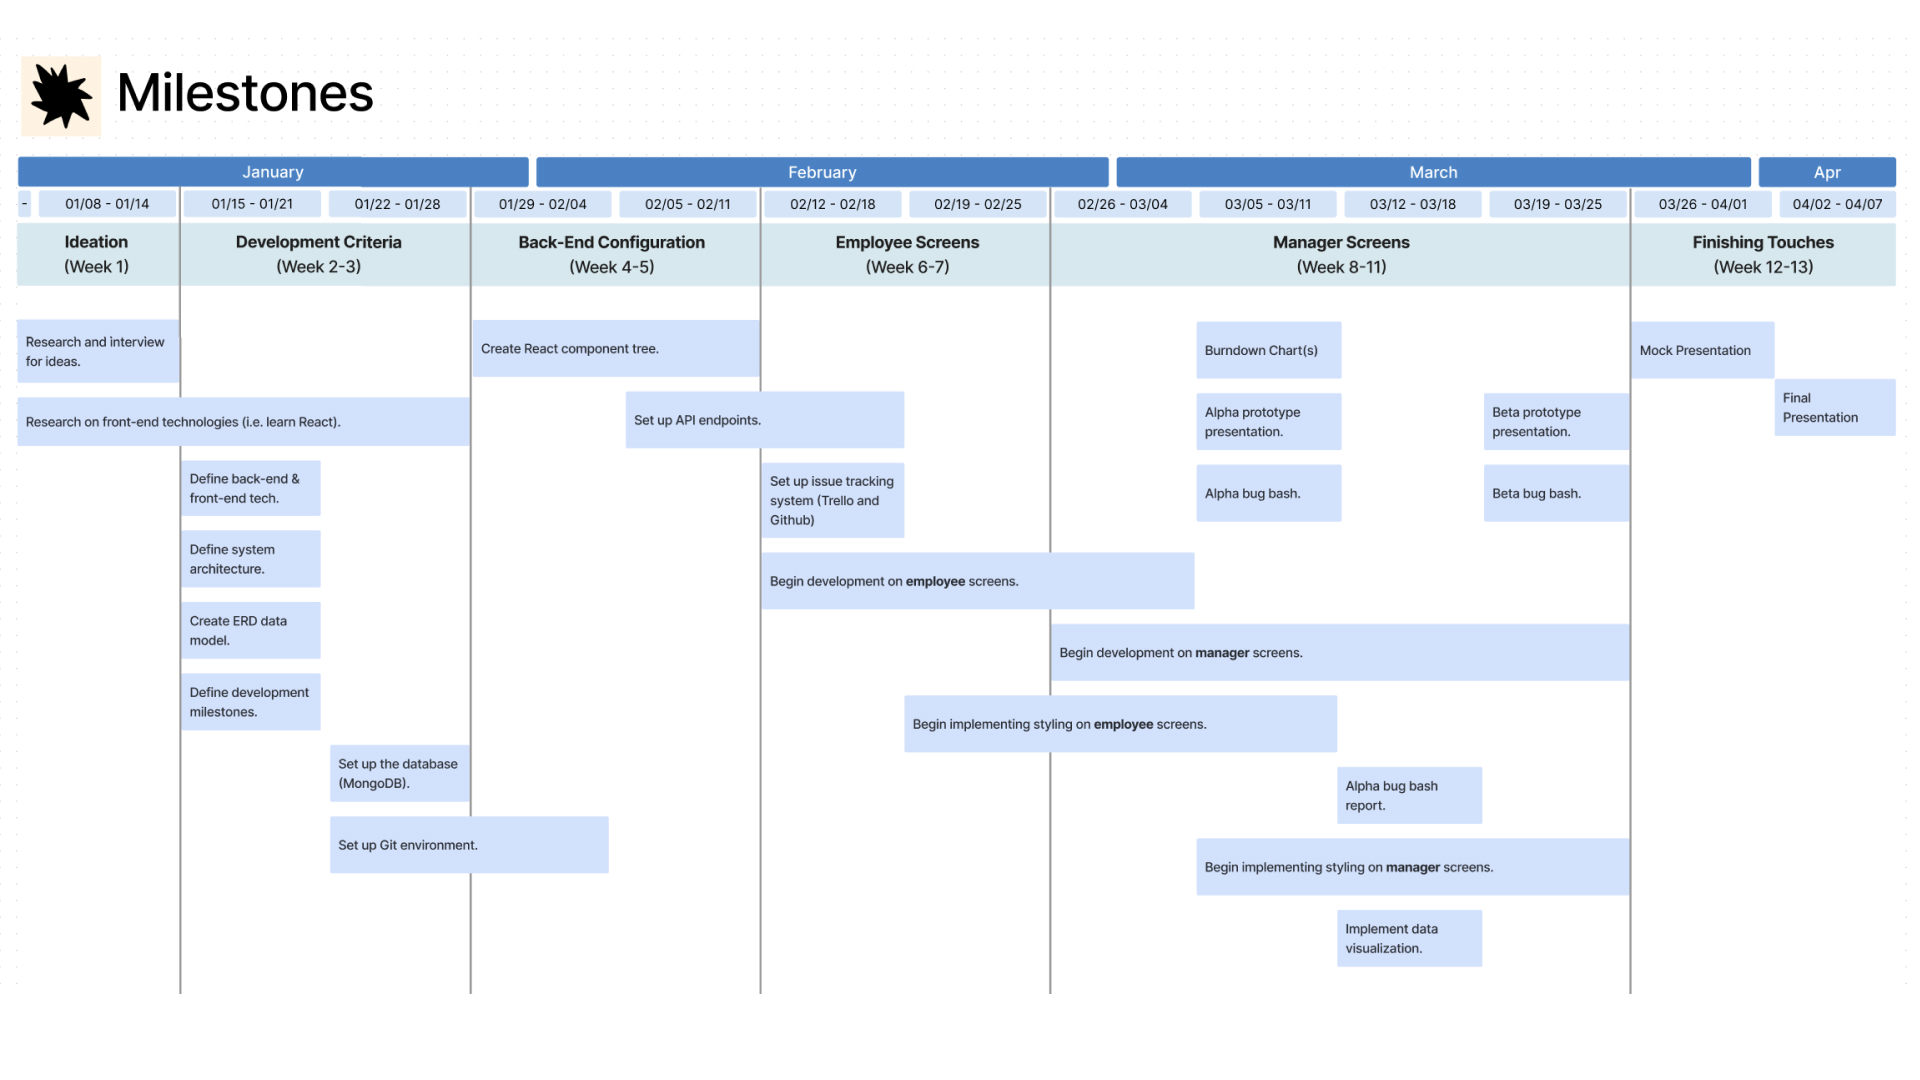 Milestones
January
February
March
Apr
-
01/08 - 01/14
01/15 - 01/21
01/22 - 01/28
01/29 - 02/04
02/05 - 02/11
02/12 - 02/18
02/19 - 02/25
02/26 - 03/04
03/05 - 03/11
03/12 - 03/18
03/19 - 03/25
03/26 - 04/01
04/02 - 04/07
Ideation
(Week 1)
Development Criteria
(Week 2-3)
Back-End Configuration
(Week 4-5)
Employee Screens
(Week 6-7)
Manager Screens
(Week 8-11)
Finishing Touches
(Week 12-13)
Research and interview
for ideas.
Create React component tree.
Burndown Chart(s)
Mock Presentation
Research on front-end technologies (i.e. learn React).
Set up API endpoints.
Alpha prototype
presentation.
Beta prototype
presentation.
Final
Presentation
Define back-end &
front-end tech.
Set up issue tracking
system (Trello and
Github)
Alpha bug bash.
Beta bug bash.
Define system
architecture.
Begin development on employee screens.
Create ERD data
model.
Begin development on manager screens.
Define development
milestones.
Begin implementing styling on employee screens.
Set up the database
(MongoDB).
Alpha bug bash
report.
Set up Git environment.
Begin implementing styling on manager screens.
Implement data
visualization.